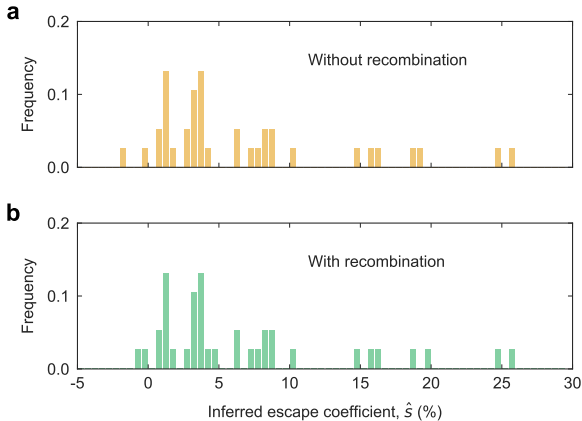 a
0.2
Without recombination
0.1
Frequency
0.0
b
0.2
With recombination
0.1
Frequency
0.0
-5 0 5 10 15 20 25 30
Inferred escape coefficient, ŝ (%)